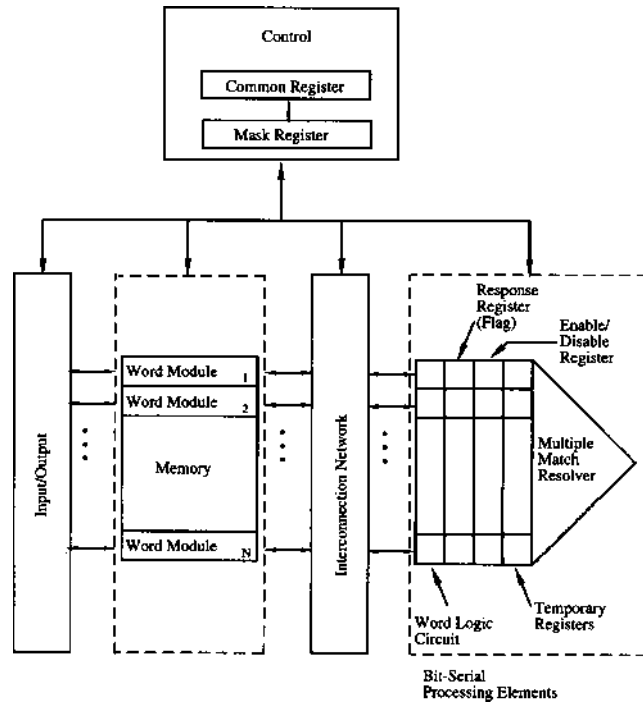 Control
Common Register
Mask Register
Response
Register
(Flag)
Enable/
Disable
Register
Input/Output
Word Module 1
Word Module 2
Memory
Word Module N
Interconnection Network
Multiple
Match
Resolver
Word Logic
Circuit
Temporary
Registers
Bit-Serial
Processing Elements